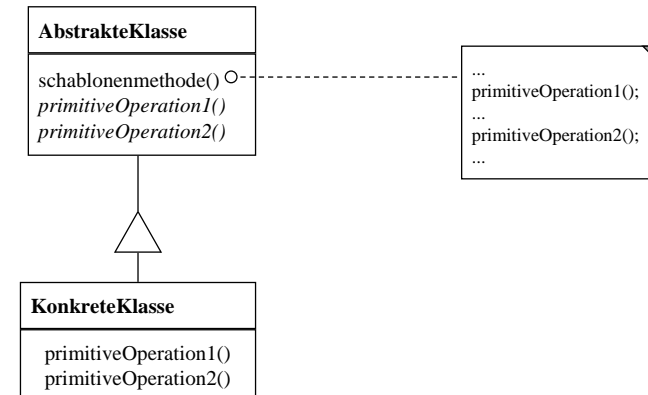 AbstrakteKlasse
schablonenmethode()
primitiveOperation1()
primitiveOperation2()
...
primitiveOperation1();
...
primitiveOperation2();
...
KonkreteKlasse
primitiveOperation1()
primitiveOperation2()